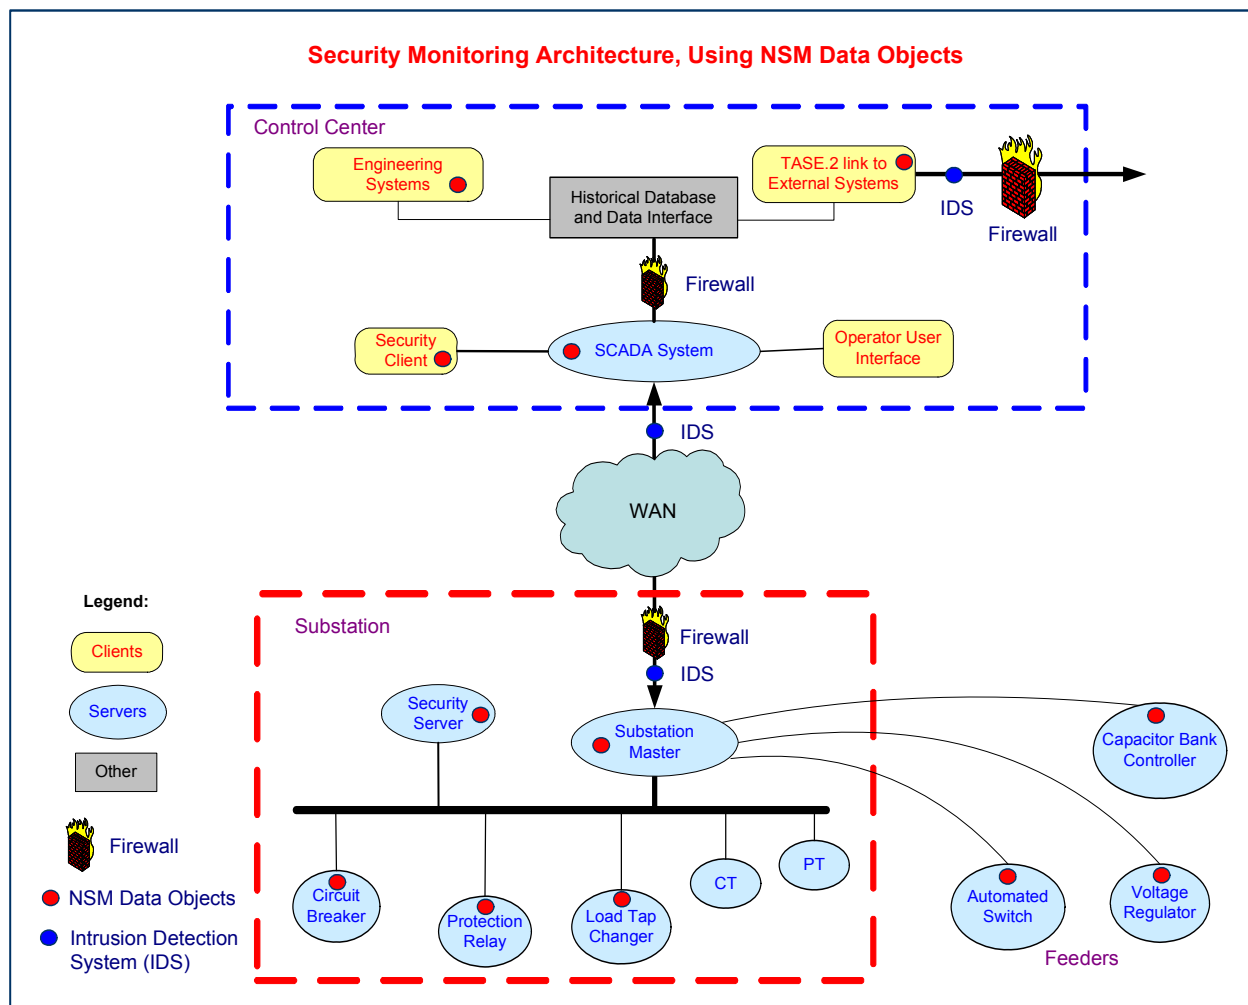 Security Monitoring Architecture, Using NSM Data Objects
Control Center
Engineering
Systems
TASE.2 link to
External Systems
Historical Database
and Data Interface
IDS
Firewall
Firewall
Security
Client
SCADA System
Operator User
Interface
IDS
WAN
Legend:
Clients
Servers
Other
Firewall
NSM Data Objects
Intrusion Detection
System (IDS)
Substation
Firewall
IDS
Security
Server
Substation
Master
Capacitor Bank
Controller
Circuit
Breaker
Protection
Relay
Load Tap
Changer
CT
PT
Automated
Switch
Voltage
Regulator
Feeders